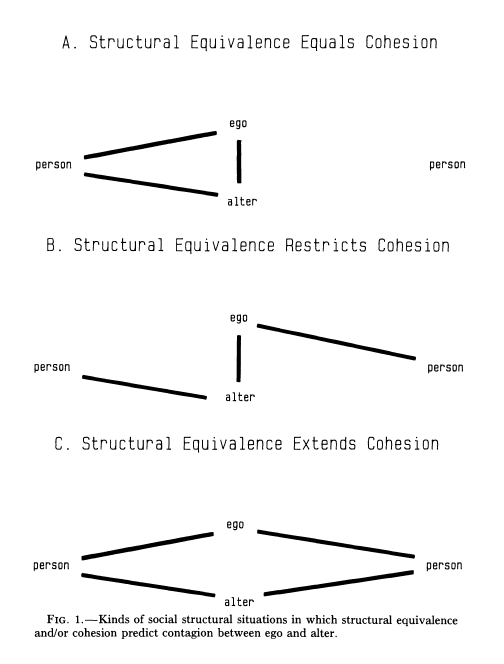 A. Structural Equivalence Equals Cohesion
ego
person
person
alter
B. Structural Equivalence Restricts Cohesion
ego
person
person
alter
C. Structural Equivalence Extends Cohesion
ego
person
person
alter
FIG. 1.—Kinds of social structural situations in which structural equivalence
and/or cohesion predict contagion between ego and alter.